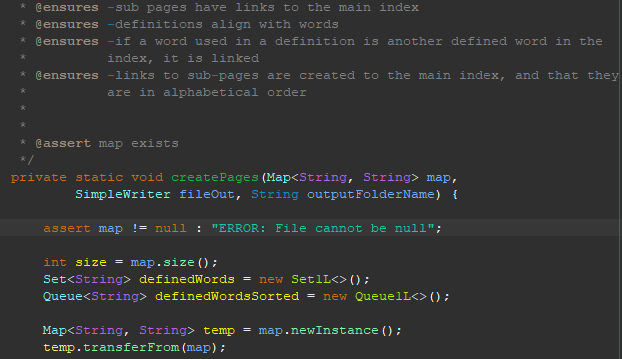 * @ensures -sub pages have links to the main index
* @ensures -definitions align with words
* @ensures -if a word used in a definition is another defined word in the
* index, it is linked
* @ensures -links to sub-pages are created to the main index, and that they
* are in alphabetical order
*
*
* @assert map exists
*/
private static void createPages(Map<String, String> map,
SimpleWriter fileOut, String outputFolderName) {
assert map != null : "ERROR: File cannot be null";
int size = map.size();
Set<String> definedWords = new Set1L<>();
Queue<String> definedWordsSorted = new Queue1L<>();
Map<String, String> temp = map.newInstance();
temp.transferFrom(map);